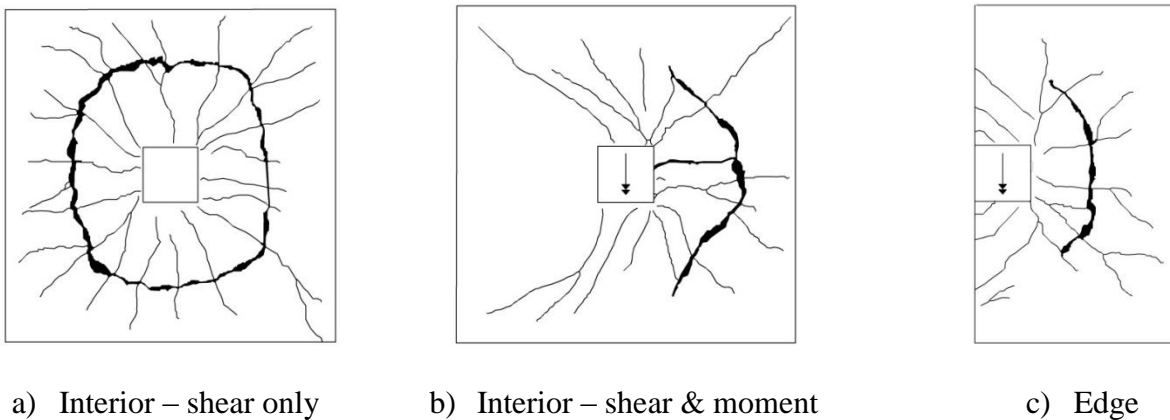 a) Interior – shear only b) Interior – shear & moment c) Edge